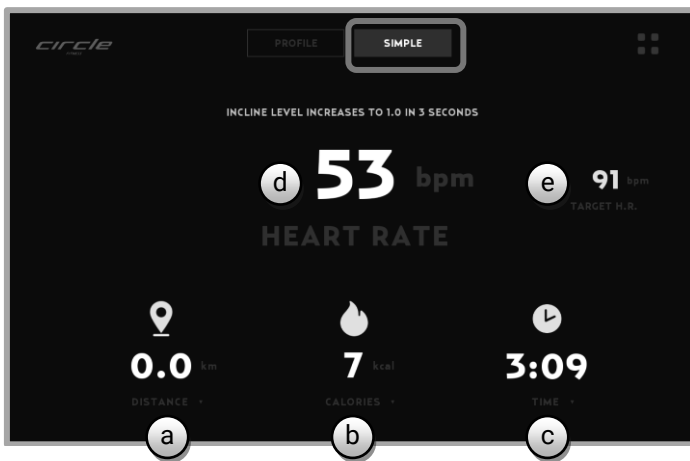 circle
PROFILE
SIMPLE
INCLINE LEVEL INCREASES TO 1.0 IN 3 SECONDS
d
53 bpm
e
91 bpm
TARGET H.R.
HEART RATE
0.0 km
7 kcal
3:09
DISTANCE
CALORIES
TIME
a
b
c